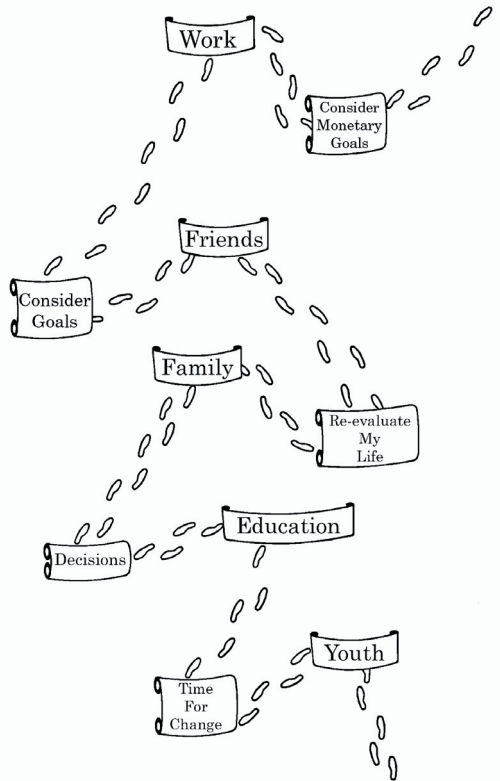 Work
Consider
Monetary
Goals
Friends
Consider
Goals
Family
Re-evaluate
My
Life
Education
Decisions
Youth
Time
For
Change